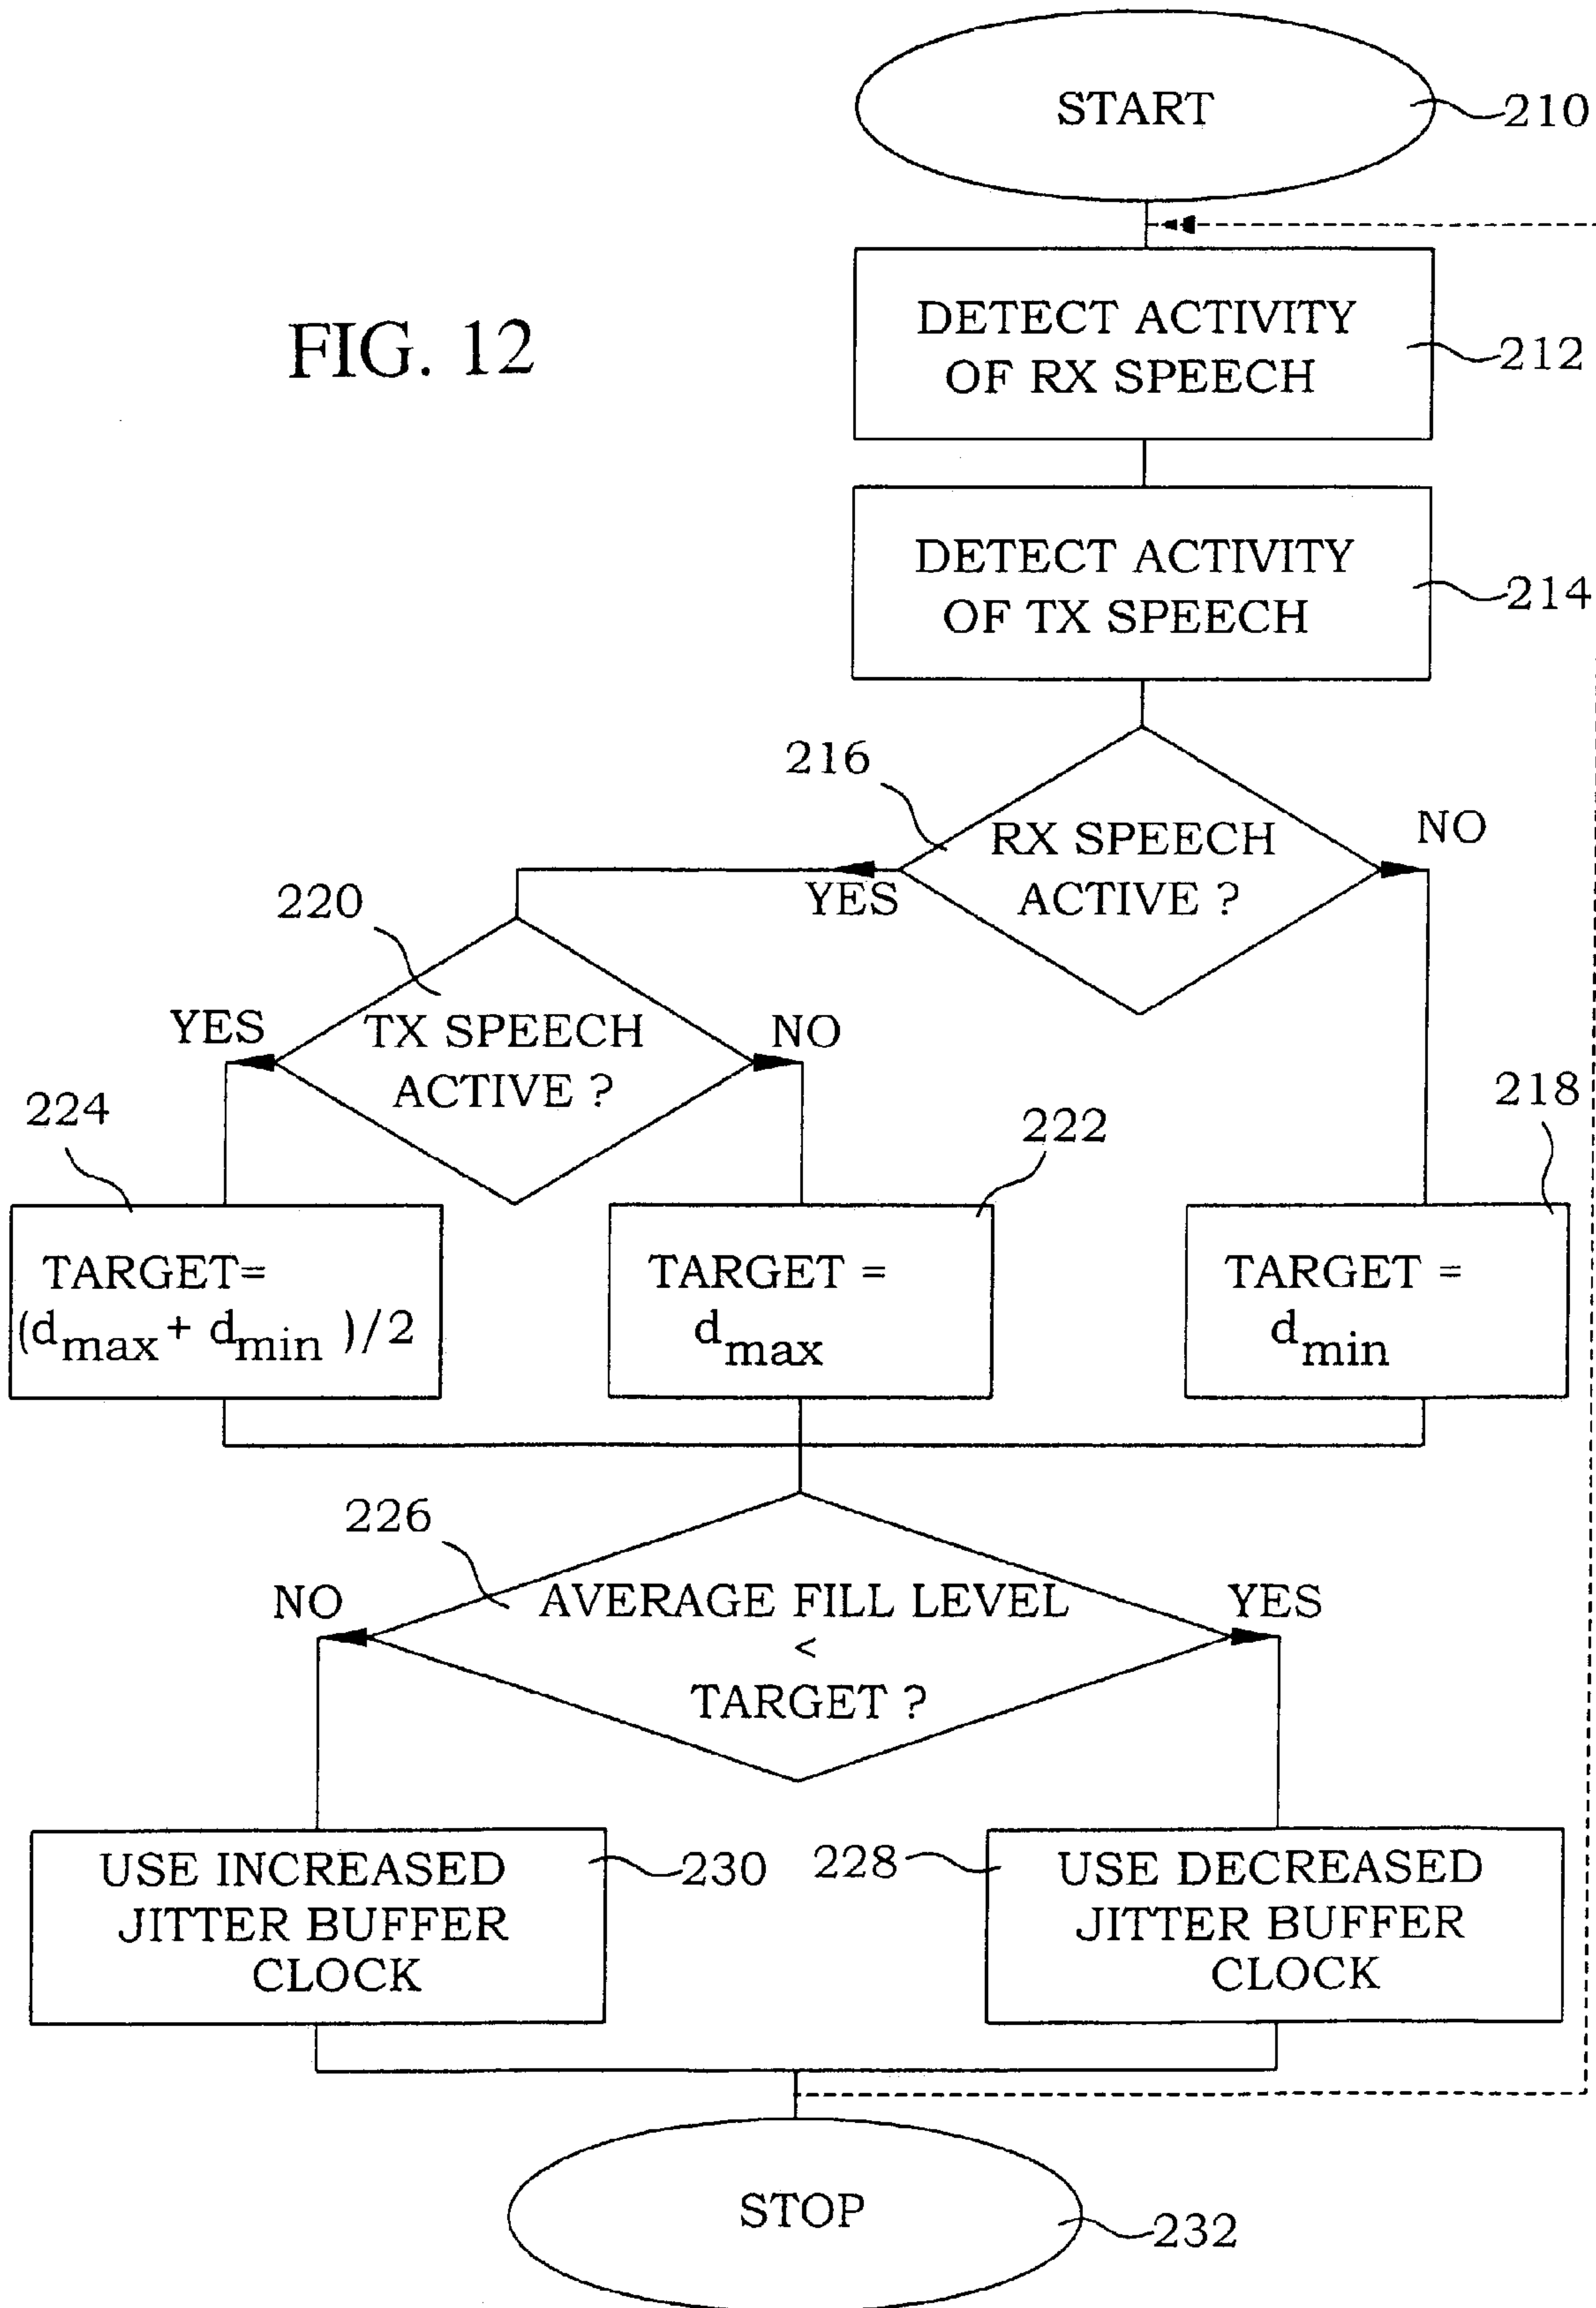 START
210
FIG. 12
DETECT ACTIVITY
OF RX SPEECH
212
DETECT ACTIVITY
OF TX SPEECH
214
216
RX SPEECH
ACTIVE ?
YES
NO
220
TX SPEECH
ACTIVE ?
YES
NO
224
222
218
TARGET=
(dmax + dmin )/2
TARGET =
dmax
TARGET =
dmin
226
AVERAGE FILL LEVEL
<
TARGET ?
NO
YES
USE INCREASED
JITTER BUFFER
CLOCK
230
228
USE DECREASED
JITTER BUFFER
CLOCK
STOP
232